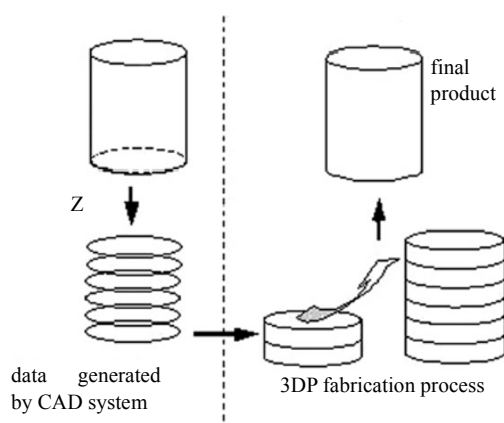 final
product
Z
data generated
by CAD system
3DP fabrication process